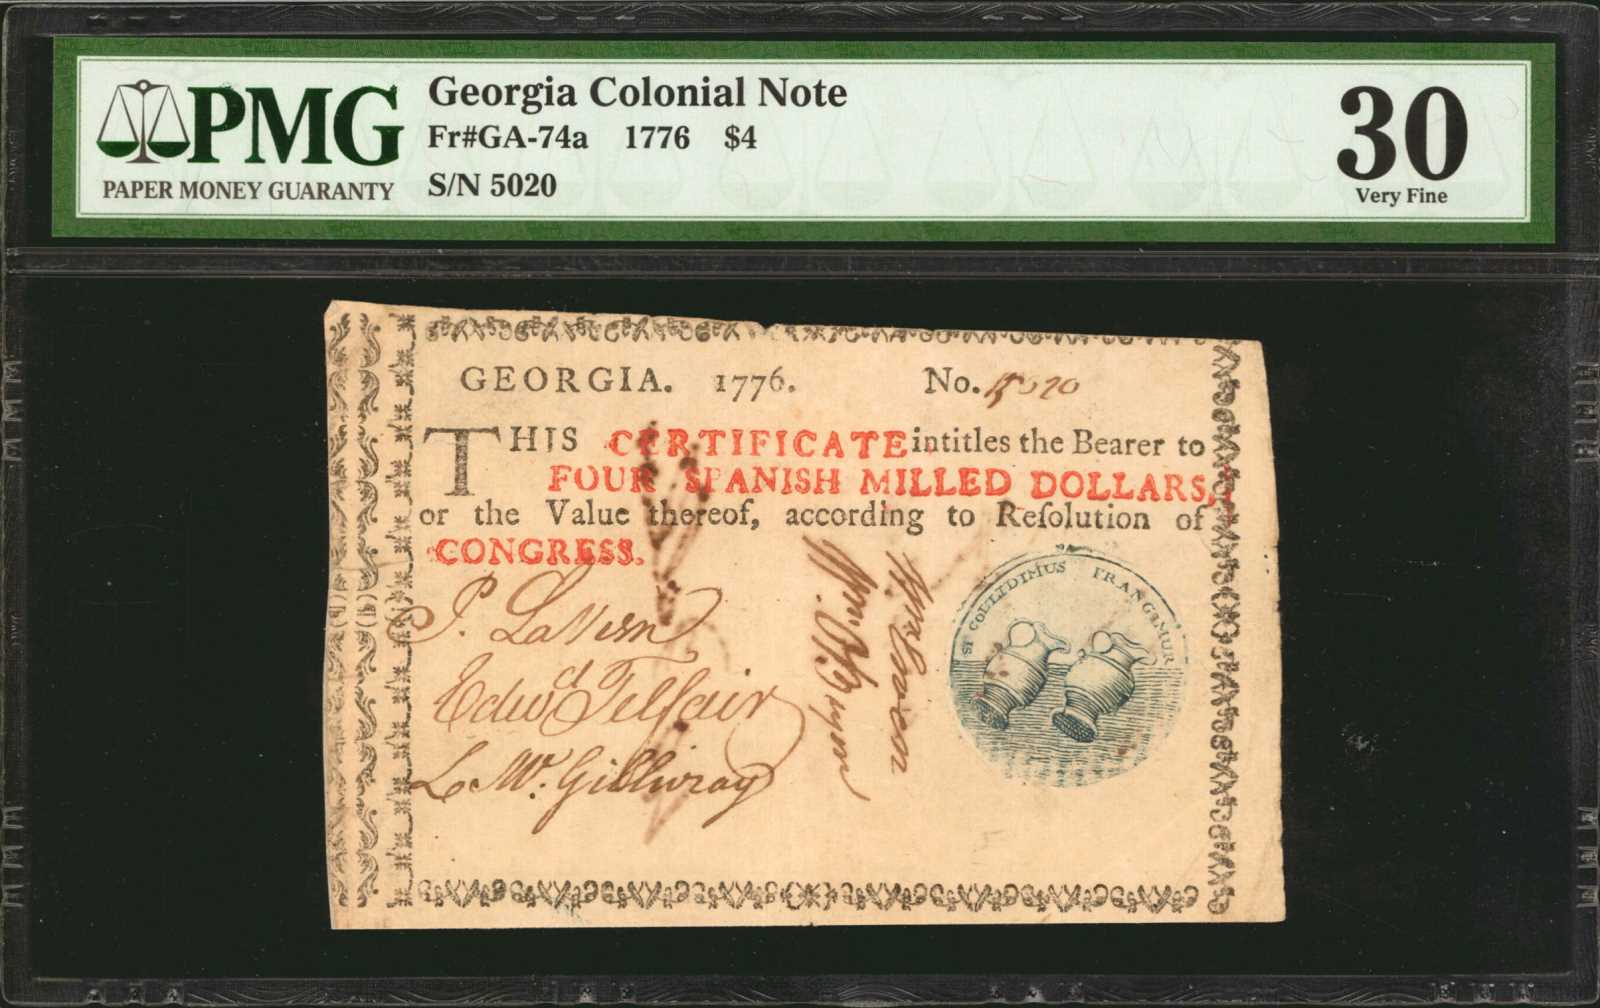 PMG
PAPER MONEY GUARANTY
Georgia Colonial Note
Fr#GA-74a 1776 $4
S/N 5020
30
Very Fine
GEORGIA. 1776. No. 5020
THIS CERTIFICATE intitles the Bearer to
FOUR SPANISH MILLED DOLLARS,
or the Value thereof, according to Reſolution of
CONGRESS.
SI COLLIDIMUS FRANGIMUR
Edwd Telfair